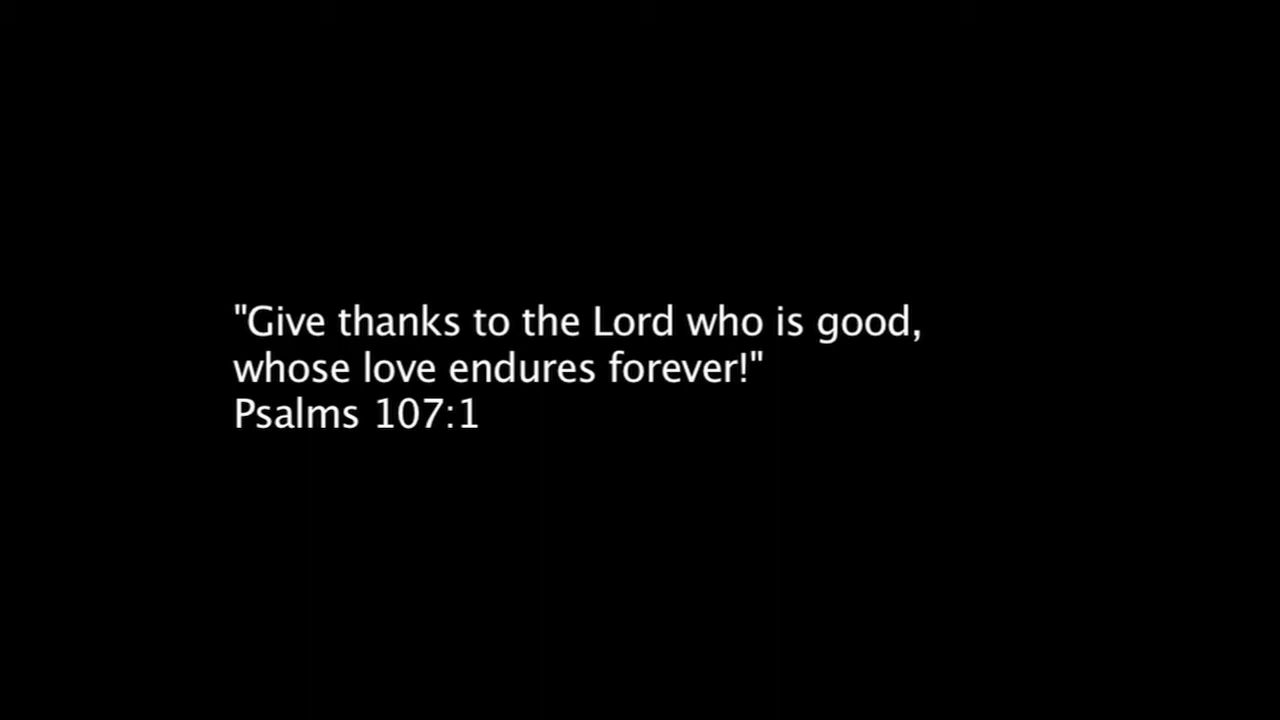 "Give thanks to the Lord who is good,
whose love endures forever!"
Psalms 107:1